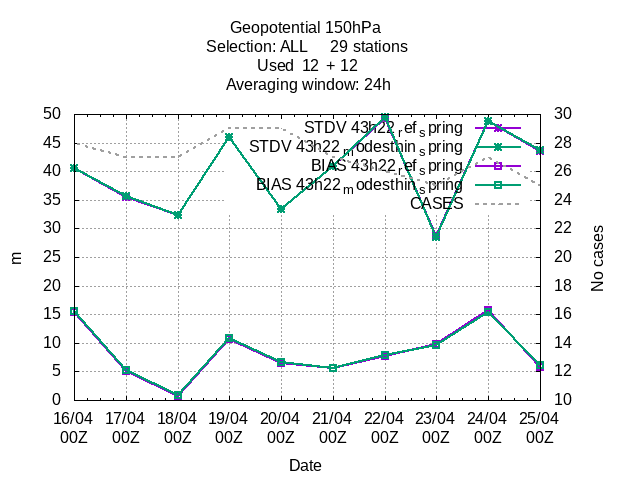 Geopotential 150hPa
Selection: ALL     29 stations
Used  12  + 12
Averaging window: 24h
50 45 40 35 30 25 20 15 10 5 0
m
30 28 26 24 22 20 18 16 14 12 10
No cases
STDV 43h22_ref_spring
STDV 43h22_modesthin_spring
BIAS 43h22_ref_spring
BIAS 43h22_modesthin_spring
CASES
16/04 17/04 18/04 19/04 20/04 21/04 22/04 23/04 24/04 25/04
00Z 00Z 00Z 00Z 00Z 00Z 00Z 00Z 00Z 00Z
Date